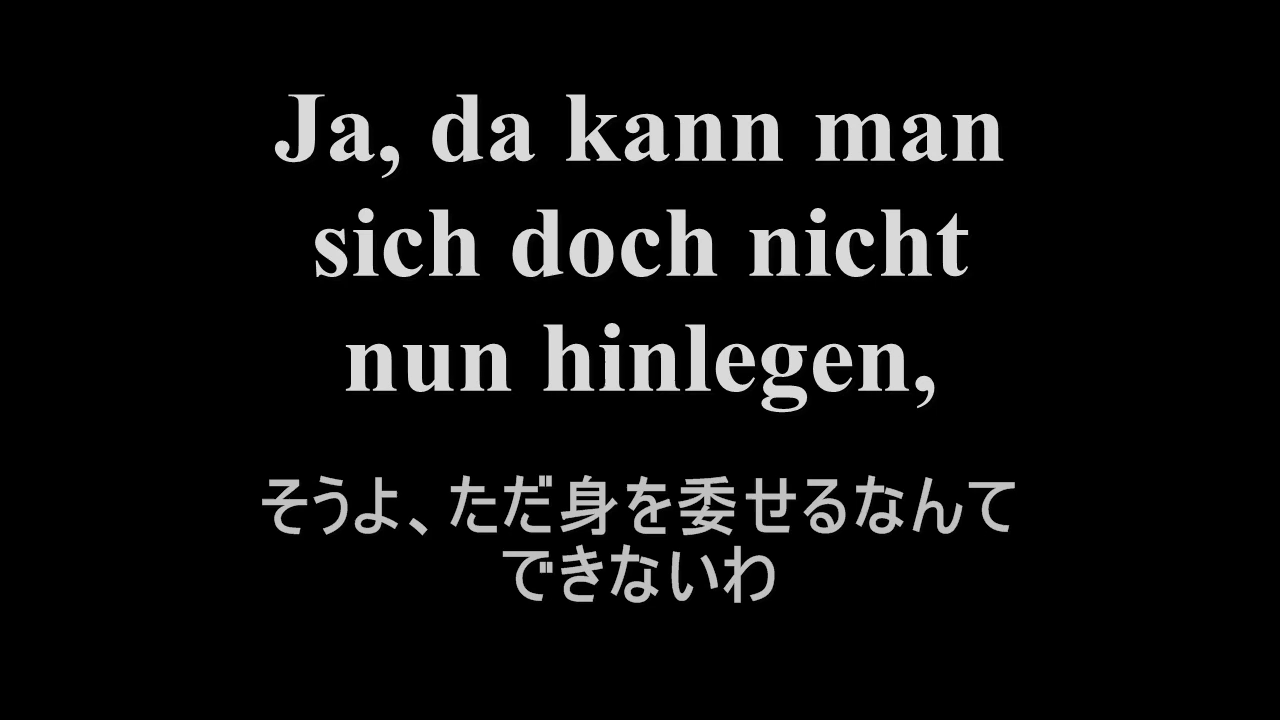 Ja, da kann man
sich doch nicht
nun hinlegen,
そうよ、ただ身を委せるなんて
できないわ